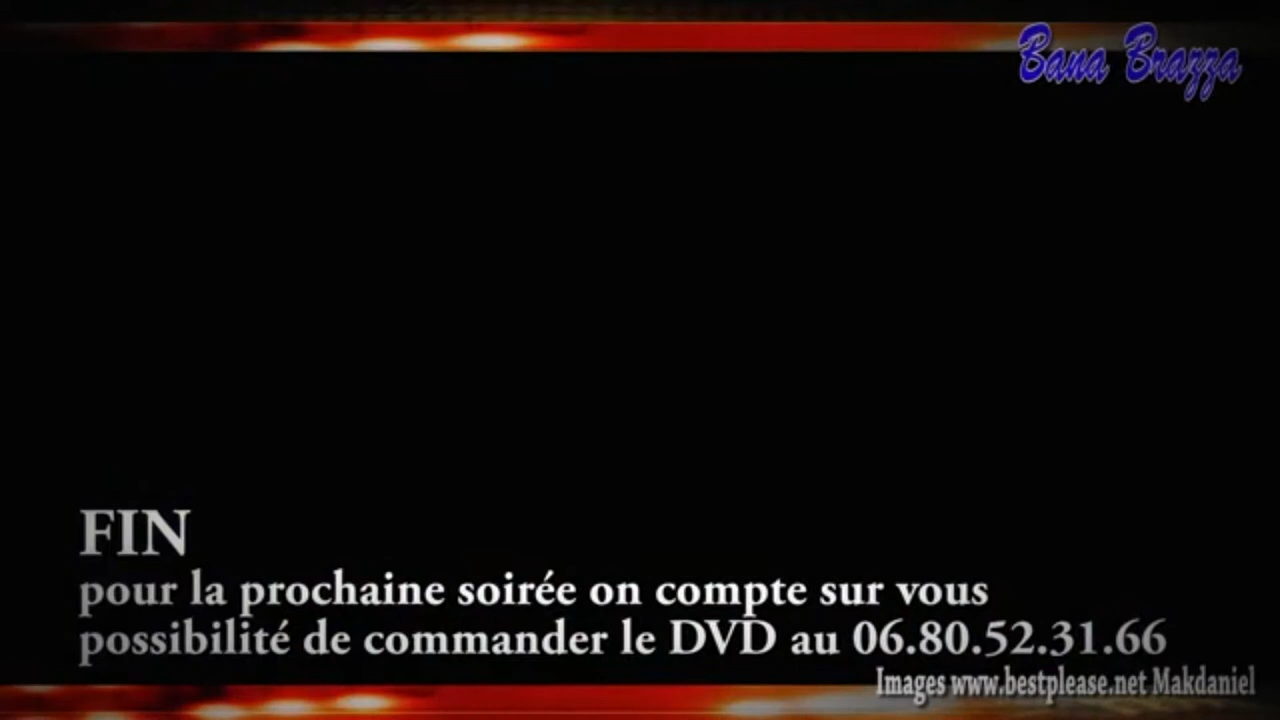 Bana Brazza
FIN
pour la prochaine soirée on compte sur vous
possibilité de commander le DVD au 06.80.52.31.66
Images www.bestplease.net Makdaniel